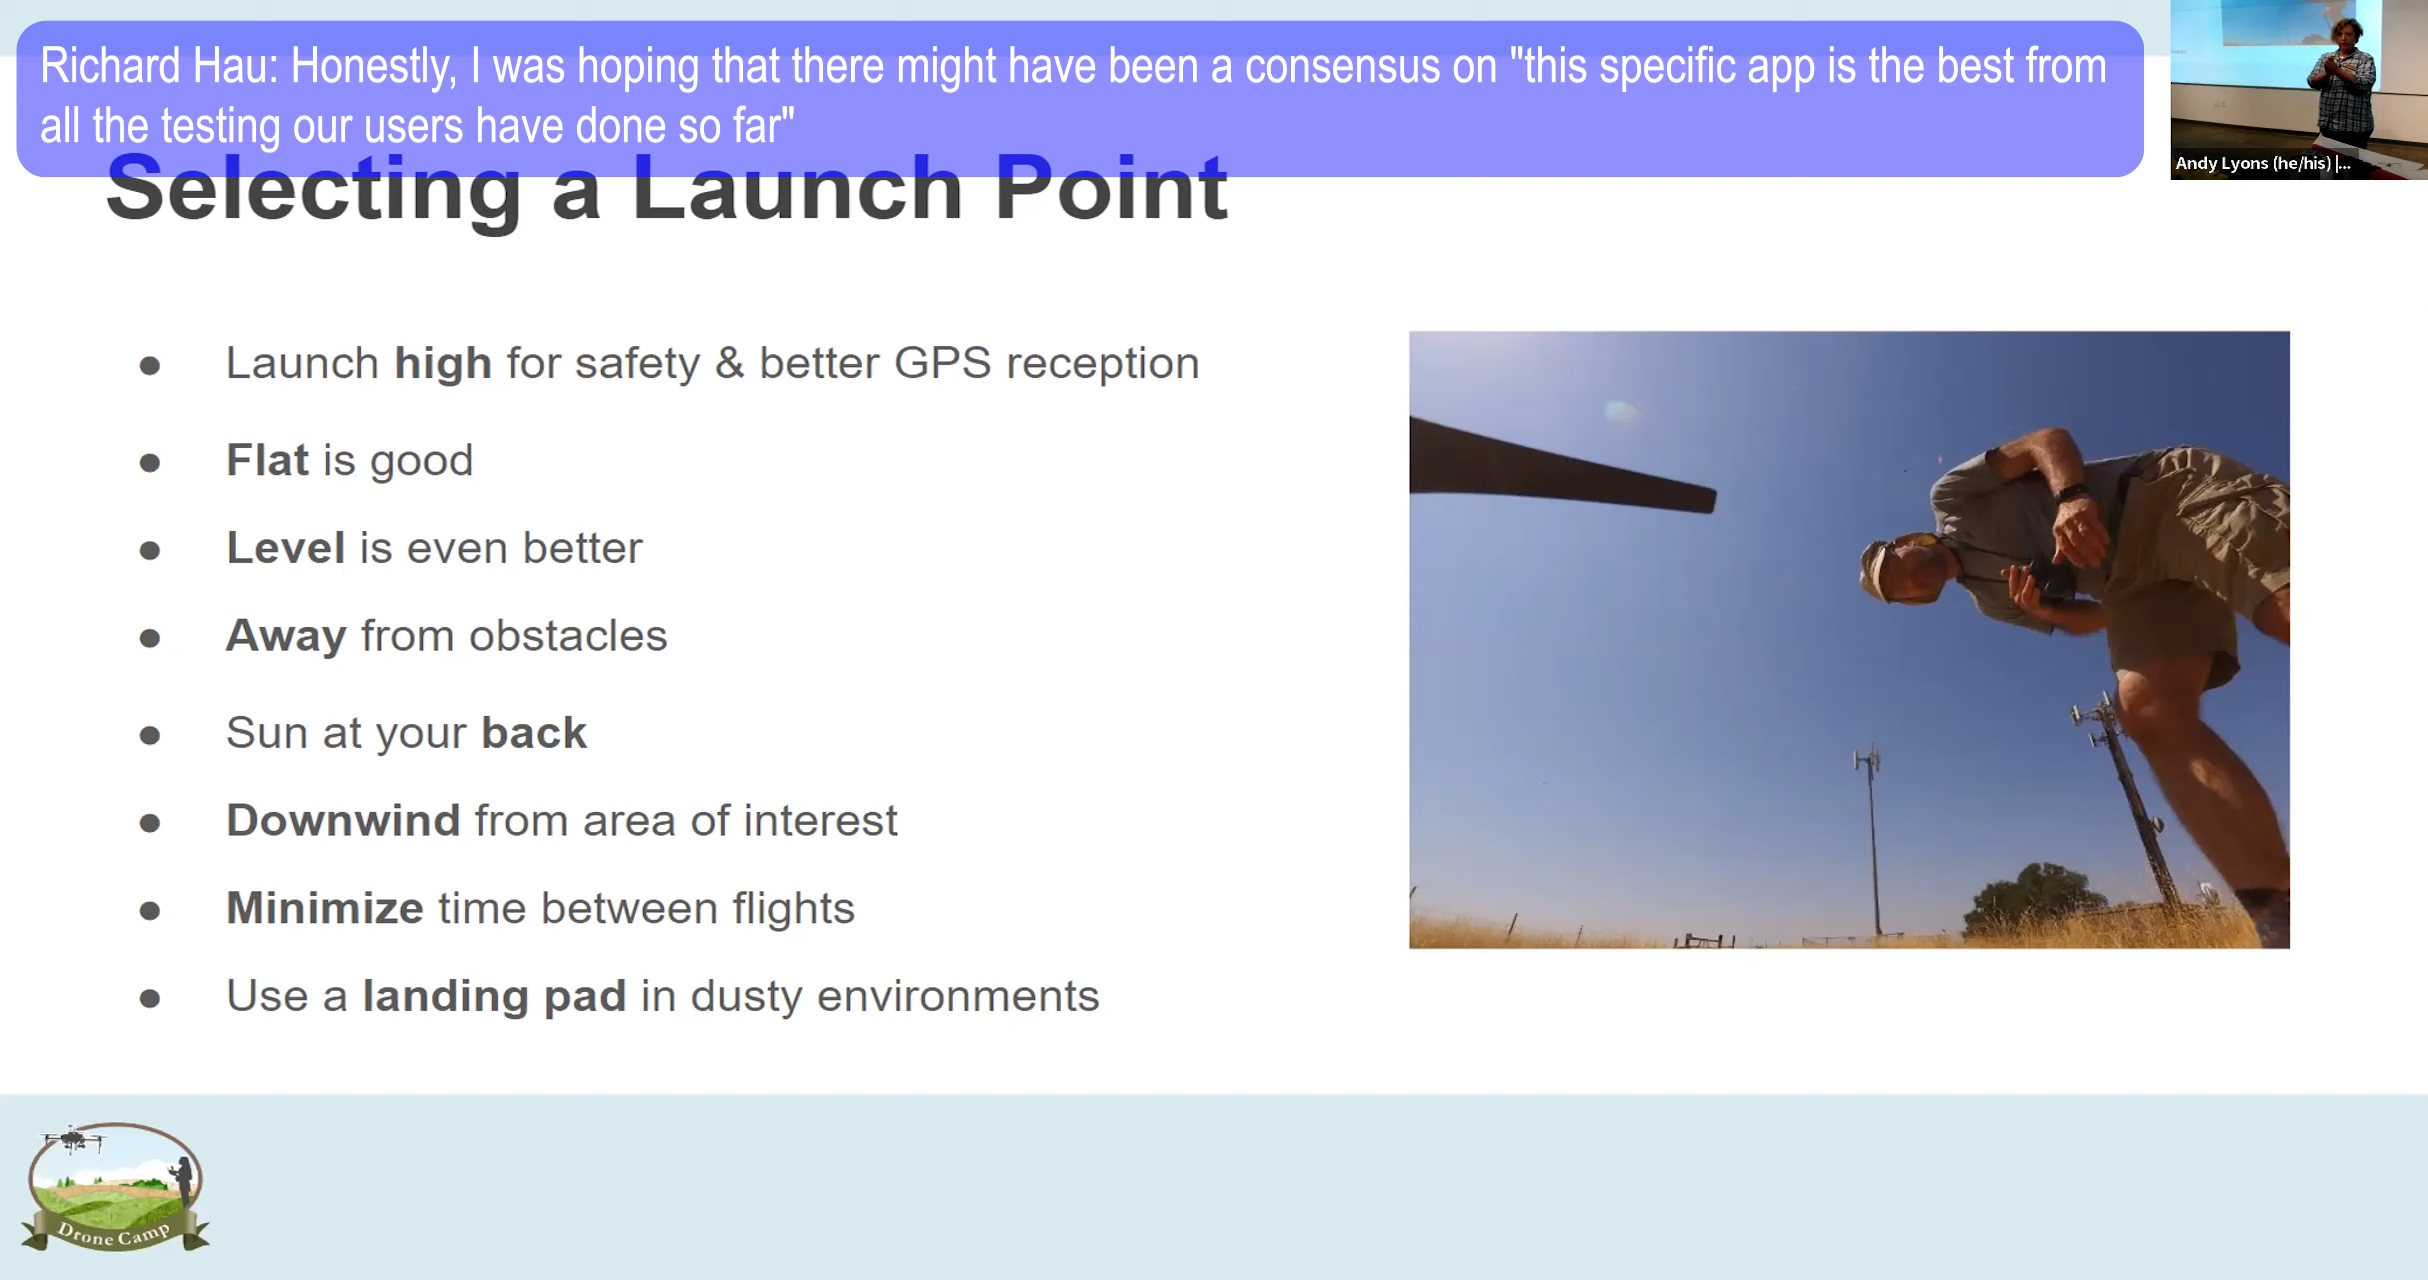 Richard Hau: Honestly, I was hoping that there might have been a consensus on "this specific app is the best from
all the testing our users have done so far"
Andy Lyons (he/his) |...
Selecting a Launch Point
● Launch high for safety & better GPS reception
● Flat is good
● Level is even better
● Away from obstacles
● Sun at your back
● Downwind from area of interest
● Minimize time between flights
● Use a landing pad in dusty environments
Drone Camp